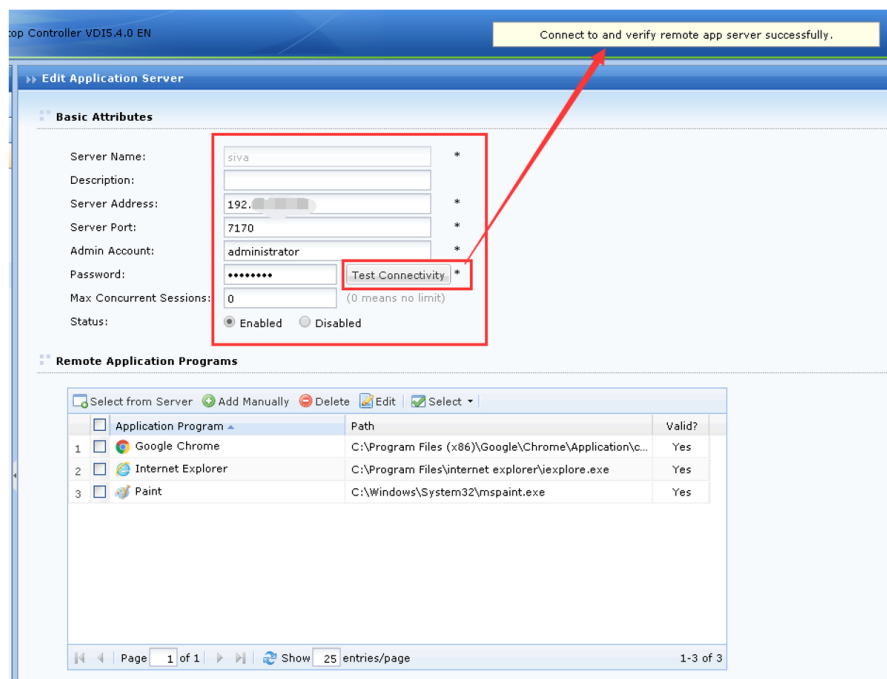 top Controller VDI5.4.0 EN
Connect to and verify remote app server successfully.
Edit Application Server
Basic Attributes
Server Name: siva *
Description:
Server Address: 192. *
Server Port: 7170 *
Admin Account: administrator *
Password: •••••••• Test Connectivity *
Max Concurrent Sessions: 0 (0 means no limit)
Status: Enabled Disabled
Remote Application Programs
Select from Server Add Manually Delete Edit Select
Application Program Path Valid?
1 Google Chrome C:\Program Files (x86)\Google\Chrome\Application\c... Yes
2 Internet Explorer C:\Program Files\internet explorer\iexplore.exe Yes
3 Paint C:\Windows\System32\mspaint.exe Yes
Page 1 of 1 Show 25 entries/page 1-3 of 3